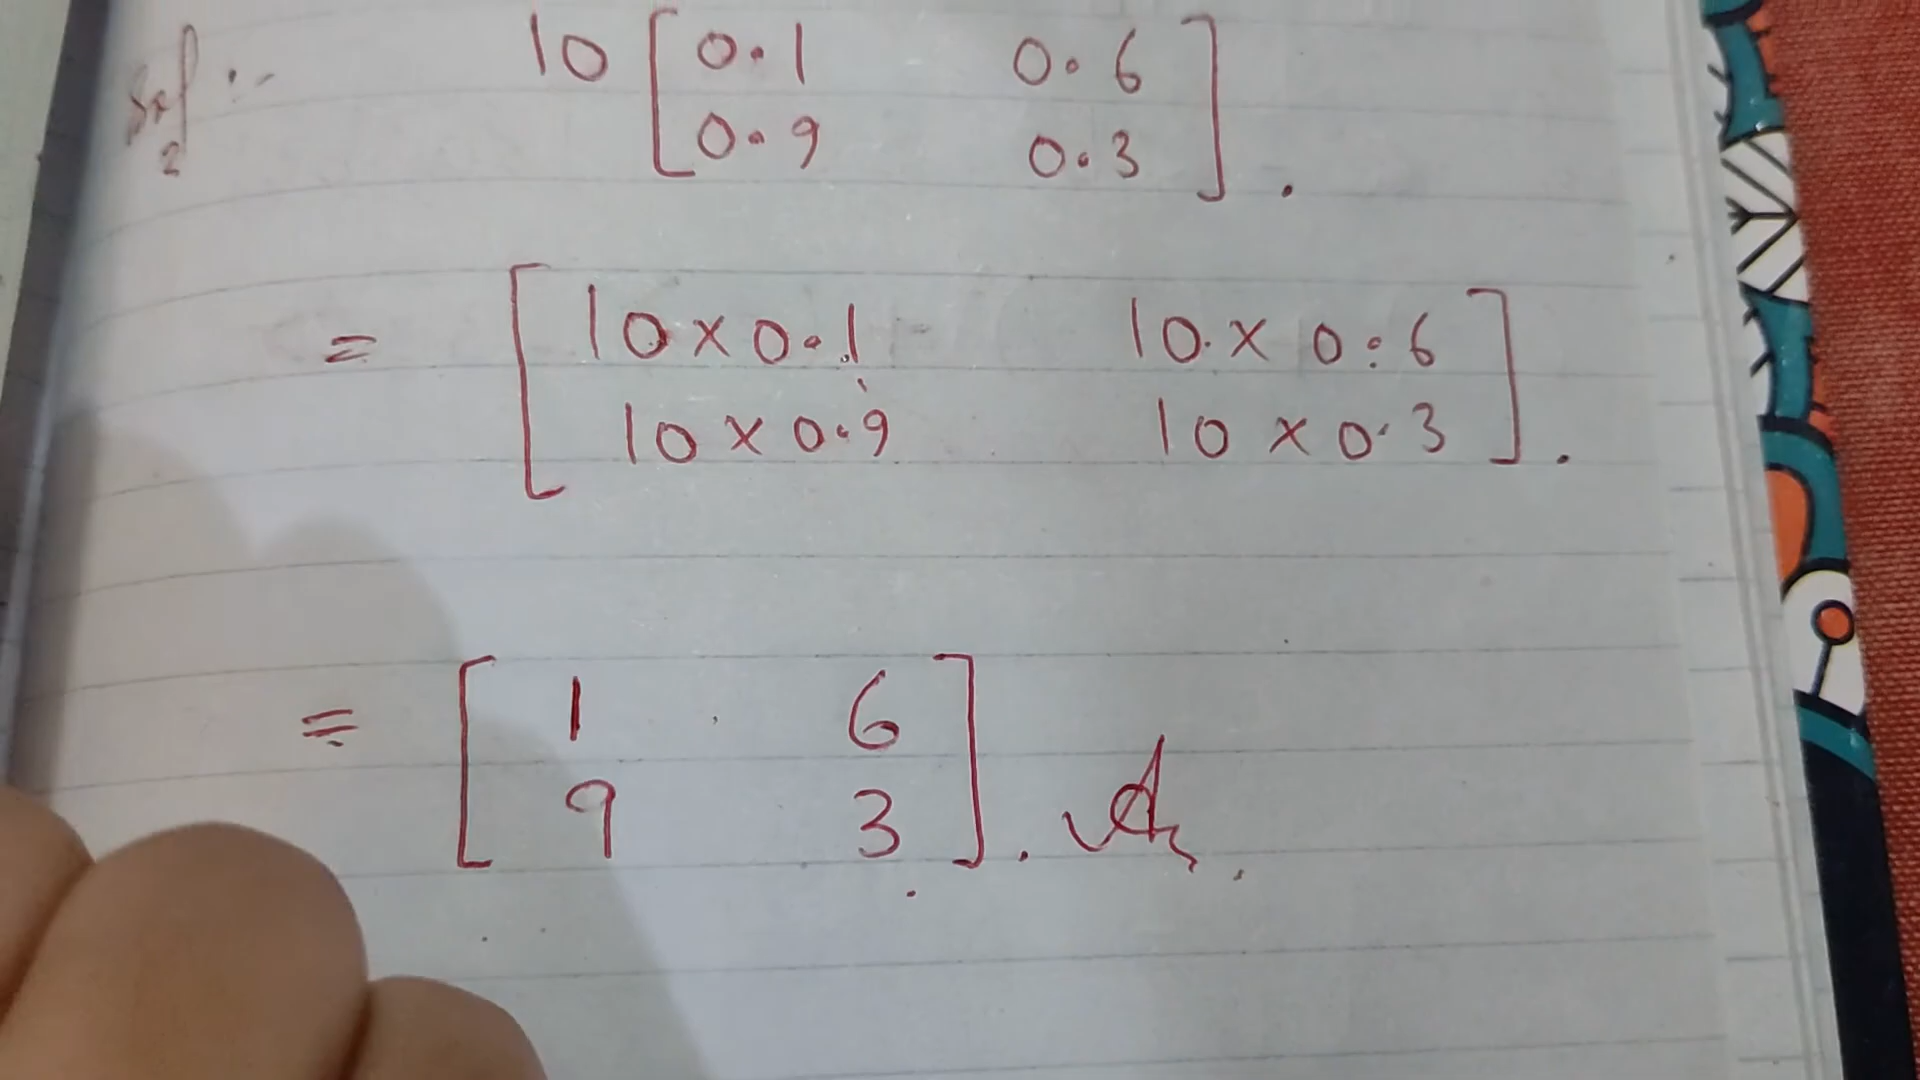 Sol :- 10 [ 0.1 0.6
2 0.9 0.3 ] .
= [ 10 x 0.1 10 x 0.6
10 x 0.9 10 x 0.3 ] .
= [ 1 6
9 3 ] .